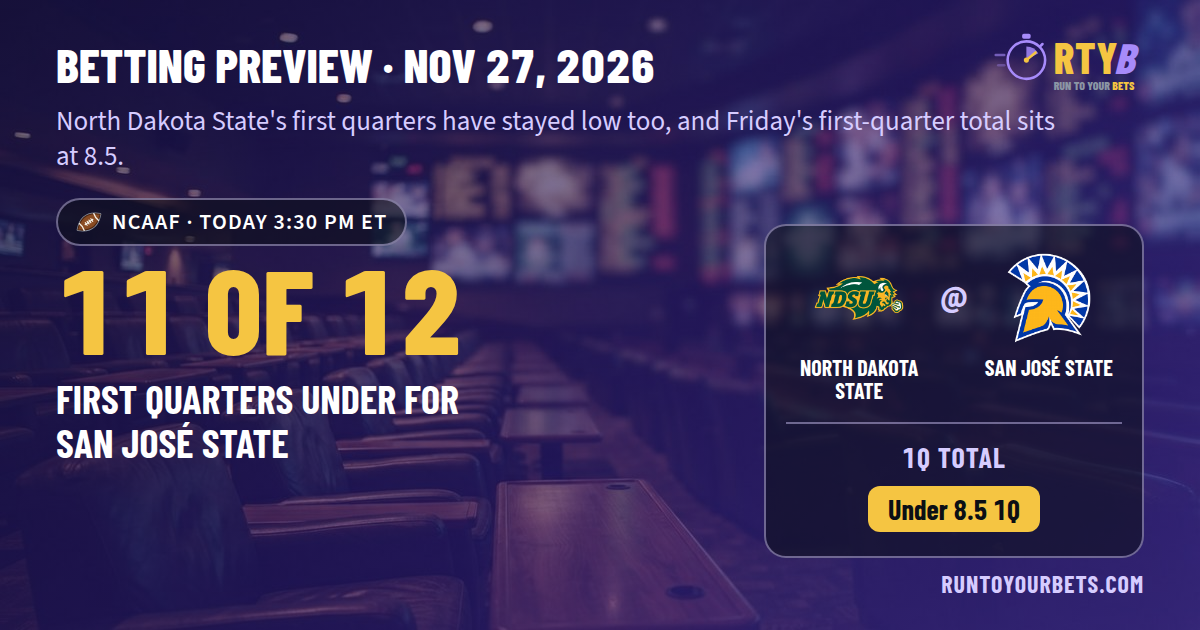 BETTING PREVIEW · NOV 27, 2026
RTYB
RUN TO YOUR BETS
North Dakota State's first quarters have stayed low too, and Friday's first-quarter total sits
at 8.5.
NCAAF · TODAY 3:30 PM ET
11 OF 12
FIRST QUARTERS UNDER FOR
SAN JOSÉ STATE
NDSU
@
NORTH DAKOTA
STATE
SAN JOSÉ STATE
1Q TOTAL
Under 8.5 1Q
RUNTOYOURBETS.COM